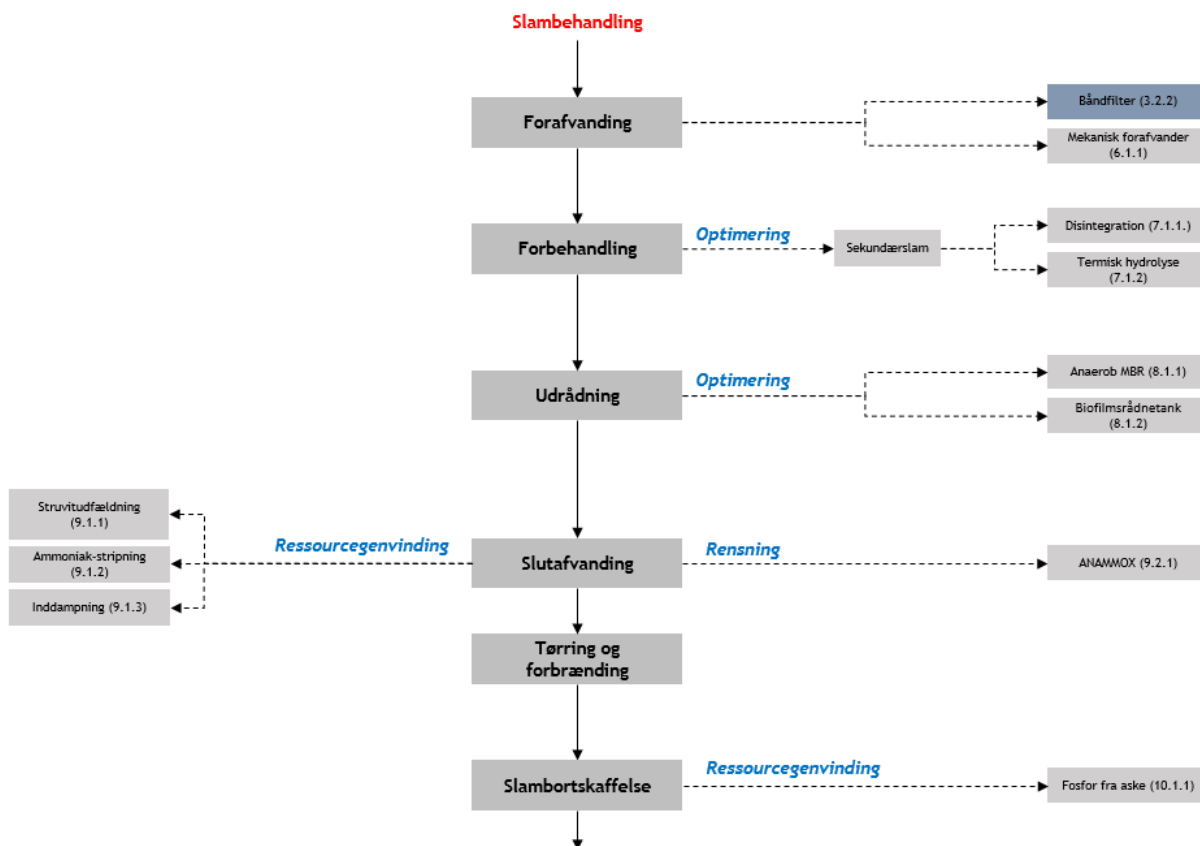 Slambehandling
Forafvanding
Båndfilter (3.2.2)
Mekanisk forafvander
(6.1.1)
Forbehandling
Optimering
Sekundærslam
Disintegration (7.1.1.)
Termisk hydrolyse
(7.1.2)
Udrådning
Optimering
Anaerob MBR (8.1.1)
Biofilmsrådnetank
(8.1.2)
Struvitudfældning
(9.1.1)
Ammoniak-stripning
(9.1.2)
Inddampning (9.1.3)
Ressourcegenvinding
Slutafvanding
Rensning
ANAMMOX (9.2.1)
Tørring og
forbrænding
Slambortskaffelse
Ressourcegenvinding
Fosfor fra aske (10.1.1)